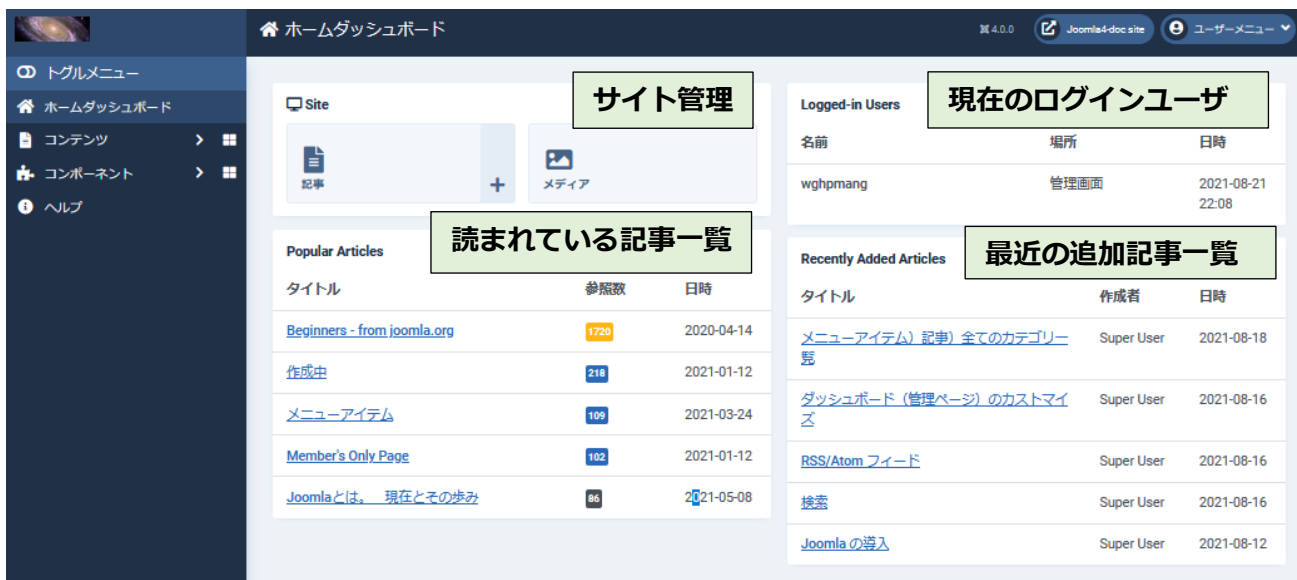 ホームダッシュボード
4.0.0
Joomla4-doc site
ユーザーメニュー
トグルメニュー
ホームダッシュボード
コンテンツ
コンポーネント
ヘルプ
Site
サイト管理
記事
+
メディア
Popular Articles
読まれている記事一覧
タイトル 参照数 日時
Beginners - from joomla.org 1720 2020-04-14
作成中 218 2021-01-12
メニューアイテム 109 2021-03-24
Member's Only Page 102 2021-01-12
Joomlaとは。 現在とその歩み 86 2021-05-08
Logged-in Users
現在のログインユーザ
名前 場所 日時
wghpmang 管理画面 2021-08-21
22:08
Recently Added Articles
最近の追加記事一覧
タイトル 作成者 日時
メニューアイテム）記事）全てのカテゴリー Super User 2021-08-18
覧
ダッシュボード（管理ページ）のカストマイ Super User 2021-08-16
ズ
RSS/Atom フィード Super User 2021-08-16
検索 Super User 2021-08-16
Joomla の導入 Super User 2021-08-12